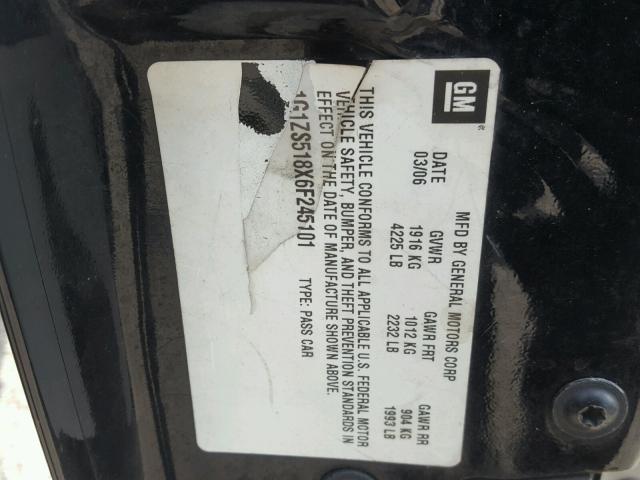 GM
MFD BY GENERAL MOTORS CORP
DATE GVWR GAWR FRT GAWR RR
03/06 1916 KG 1012 KG 904 KG
4225 LB 2232 LB 1993 LB
THIS VEHICLE CONFORMS TO ALL APPLICABLE U.S. FEDERAL MOTOR
VEHICLE SAFETY, BUMPER, AND THEFT PREVENTION STANDARDS IN
EFFECT ON THE DATE OF MANUFACTURE SHOWN ABOVE.
1G1ZS518X6F245101 TYPE: PASS CAR